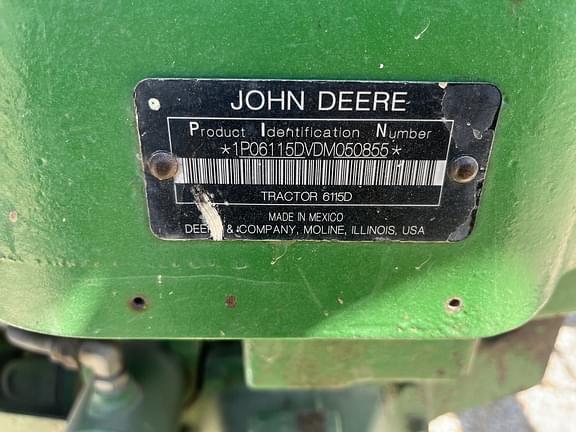 JOHN DEERE
Product Identification Number
*1P06115DVDM050855*
TRACTOR 6115D
MADE IN MEXICO
& COMPANY, MOLINE, ILLINOIS, USA